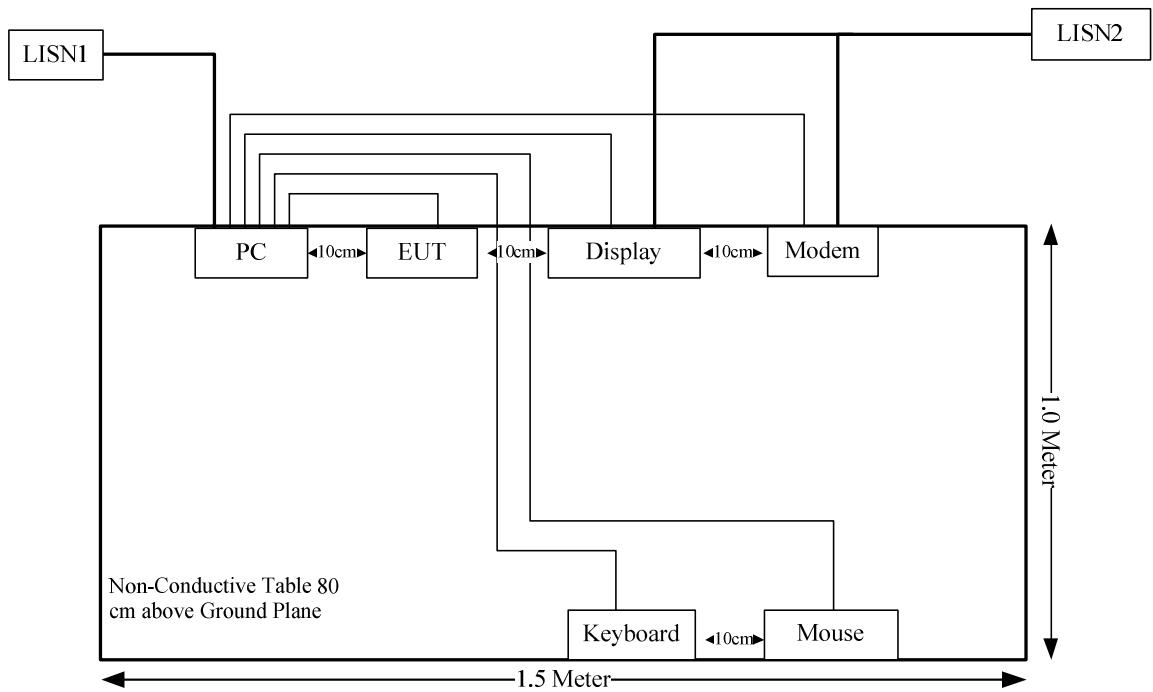 LISN1
LISN2
PC
10cm
EUT
10cm
Display
10cm
Modem
1.0 Meter
Non-Conductive Table 80
cm above Ground Plane
Keyboard
10cm
Mouse
1.5 Meter